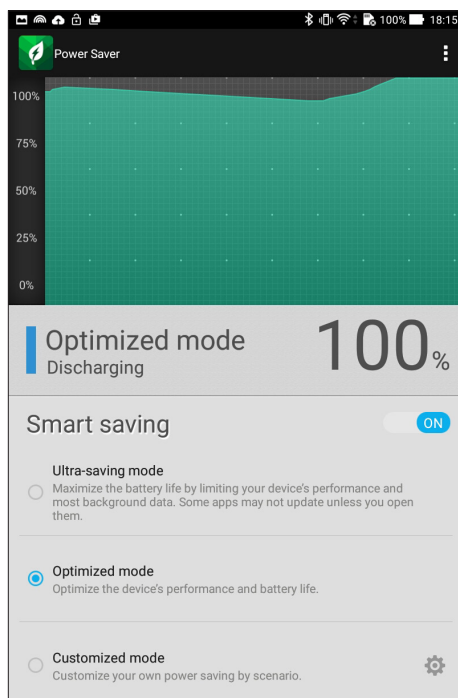 100% 18:15
Power Saver
100%
75%
50%
25%
0%
Optimized mode 100%
Discharging
Smart saving ON
Ultra-saving mode
Maximize the battery life by limiting your device's performance and
most background data. Some apps may not update unless you open
them.
Optimized mode
Optimize the device's performance and battery life.
Customized mode
Customize your own power saving by scenario.